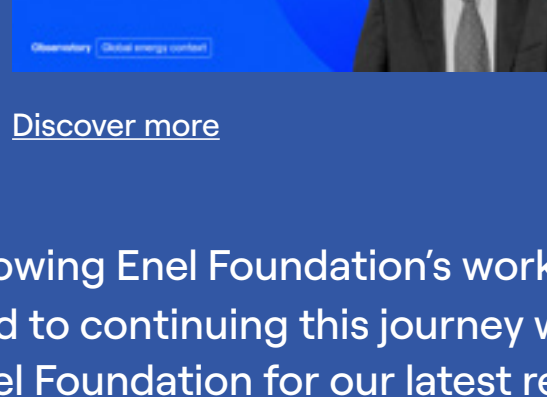 Observatory Global energy context
Discover more
owing Enel Foundation's work
d to continuing this journey
el Foundation for our latest re